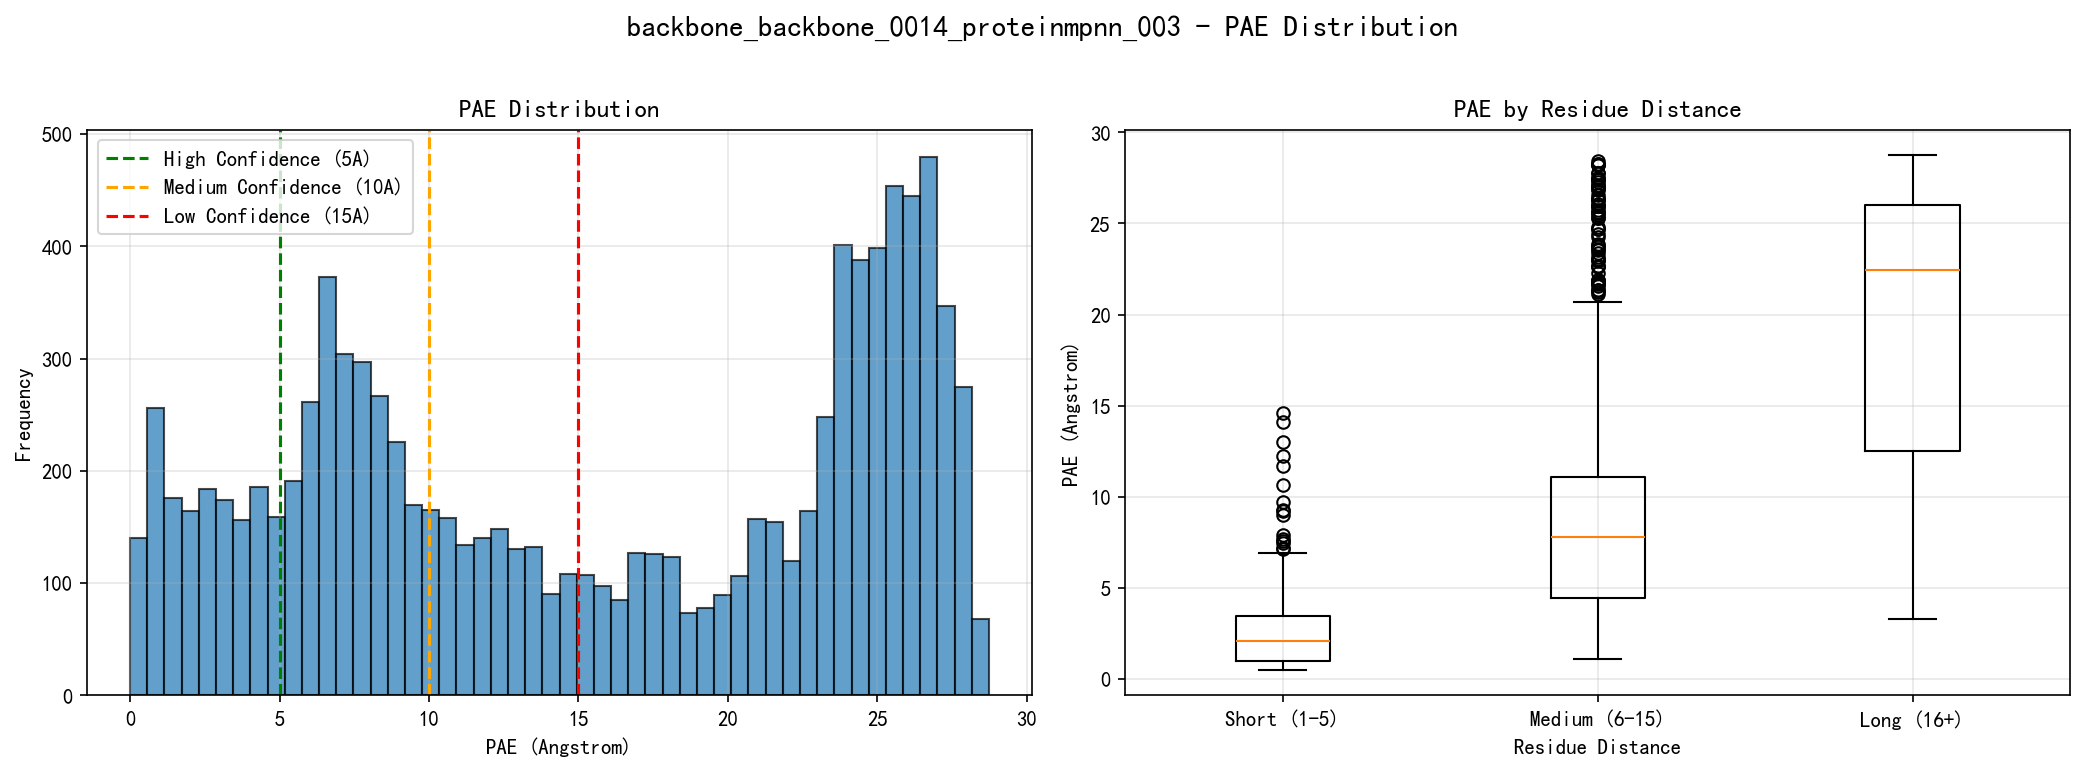 backbone_backbone_0014_proteinmpnn_003 - PAE Distribution
PAE Distribution
500
400
300
200
100
0
Frequency
High Confidence (5A)
Medium Confidence (10A)
Low Confidence (15A)
0 5 10 15 20 25 30
PAE (Angstrom)
PAE by Residue Distance
30
25
20
15
10
5
0
PAE (Angstrom)
Short (1-5) Medium (6-15) Long (16+)
Residue Distance